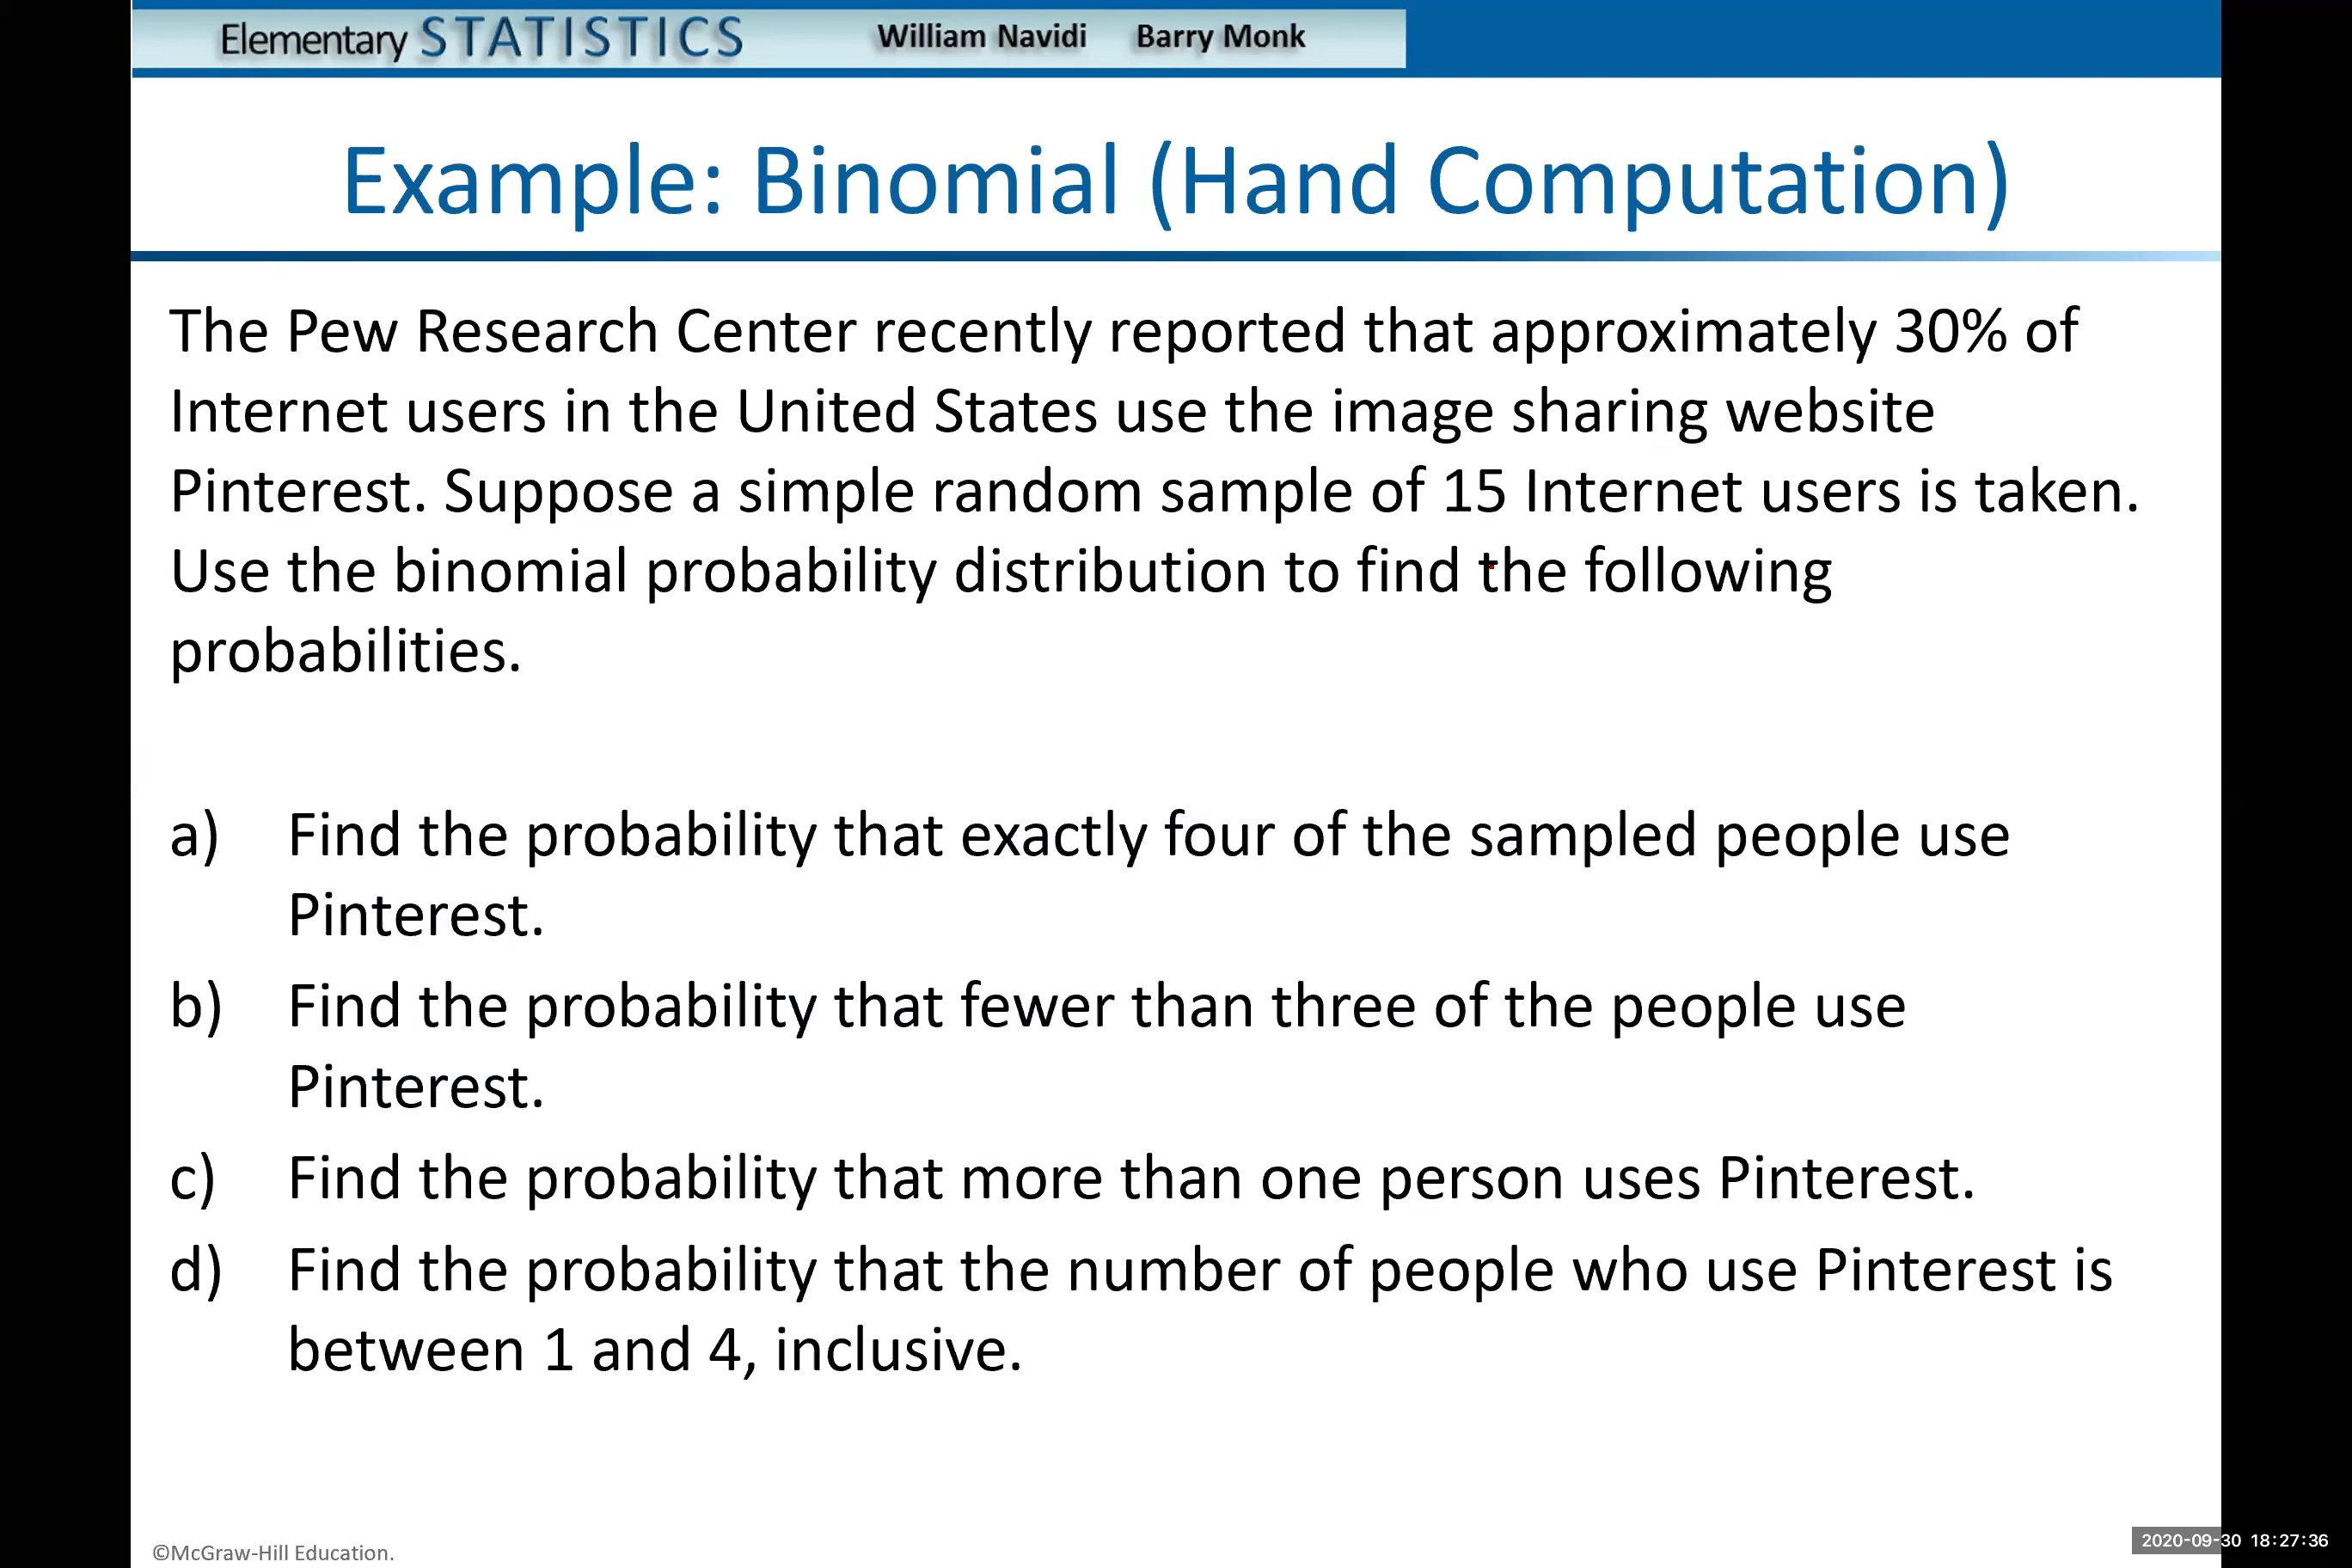 Elementary STATISTICS William Navidi Barry Monk
Example: Binomial (Hand Computation)
The Pew Research Center recently reported that approximately 30% of
Internet users in the United States use the image sharing website
Pinterest. Suppose a simple random sample of 15 Internet users is taken.
Use the binomial probability distribution to find the following
probabilities.
a) Find the probability that exactly four of the sampled people use
Pinterest.
b) Find the probability that fewer than three of the people use
Pinterest.
c) Find the probability that more than one person uses Pinterest.
d) Find the probability that the number of people who use Pinterest is
between 1 and 4, inclusive.
©McGraw-Hill Education.
2020-09-30 18:27:36